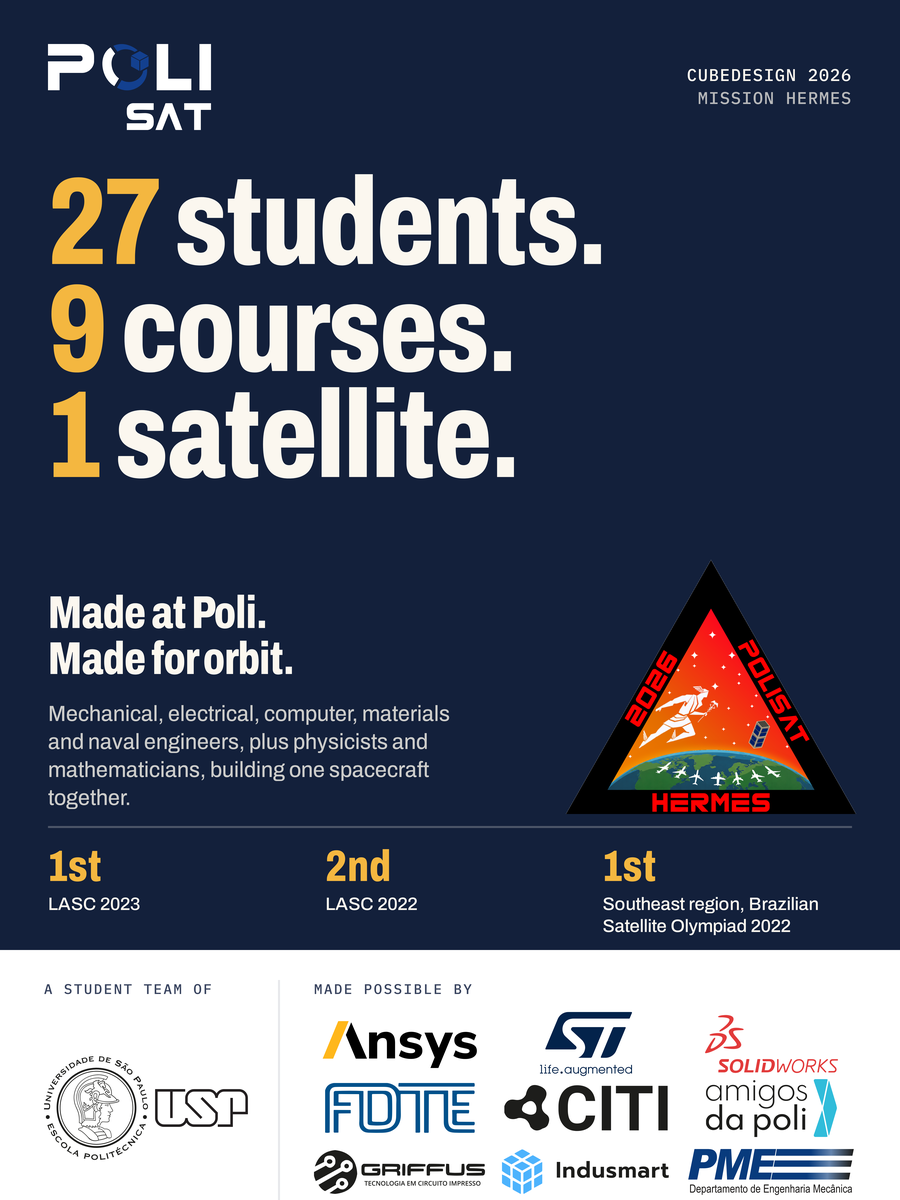 POLI
SAT
CUBEDESIGN 2026
MISSION HERMES
27 students.
9 courses.
1 satellite.
Made at Poli.
Made for orbit.
Mechanical, electrical, computer, materials
and naval engineers, plus physicists and
mathematicians, building one spacecraft
together.
2026
POLISAT
HERMES
1st
LASC 2023
2nd
LASC 2022
1st
Southeast region, Brazilian
Satellite Olympiad 2022
A STUDENT TEAM OF
UNIVERSIDADE DE SÃO PAULO
ESCOLA POLITÉCNICA
USP
MADE POSSIBLE BY
Ansys
ST
life.augmented
3DS
SOLIDWORKS
FDTE
CITI
amigos
da poli
GRIFFUS
TECNOLOGIA EM CIRCUITO IMPRESSO
Indusmart
PME
Departamento de Engenharia Mecânica